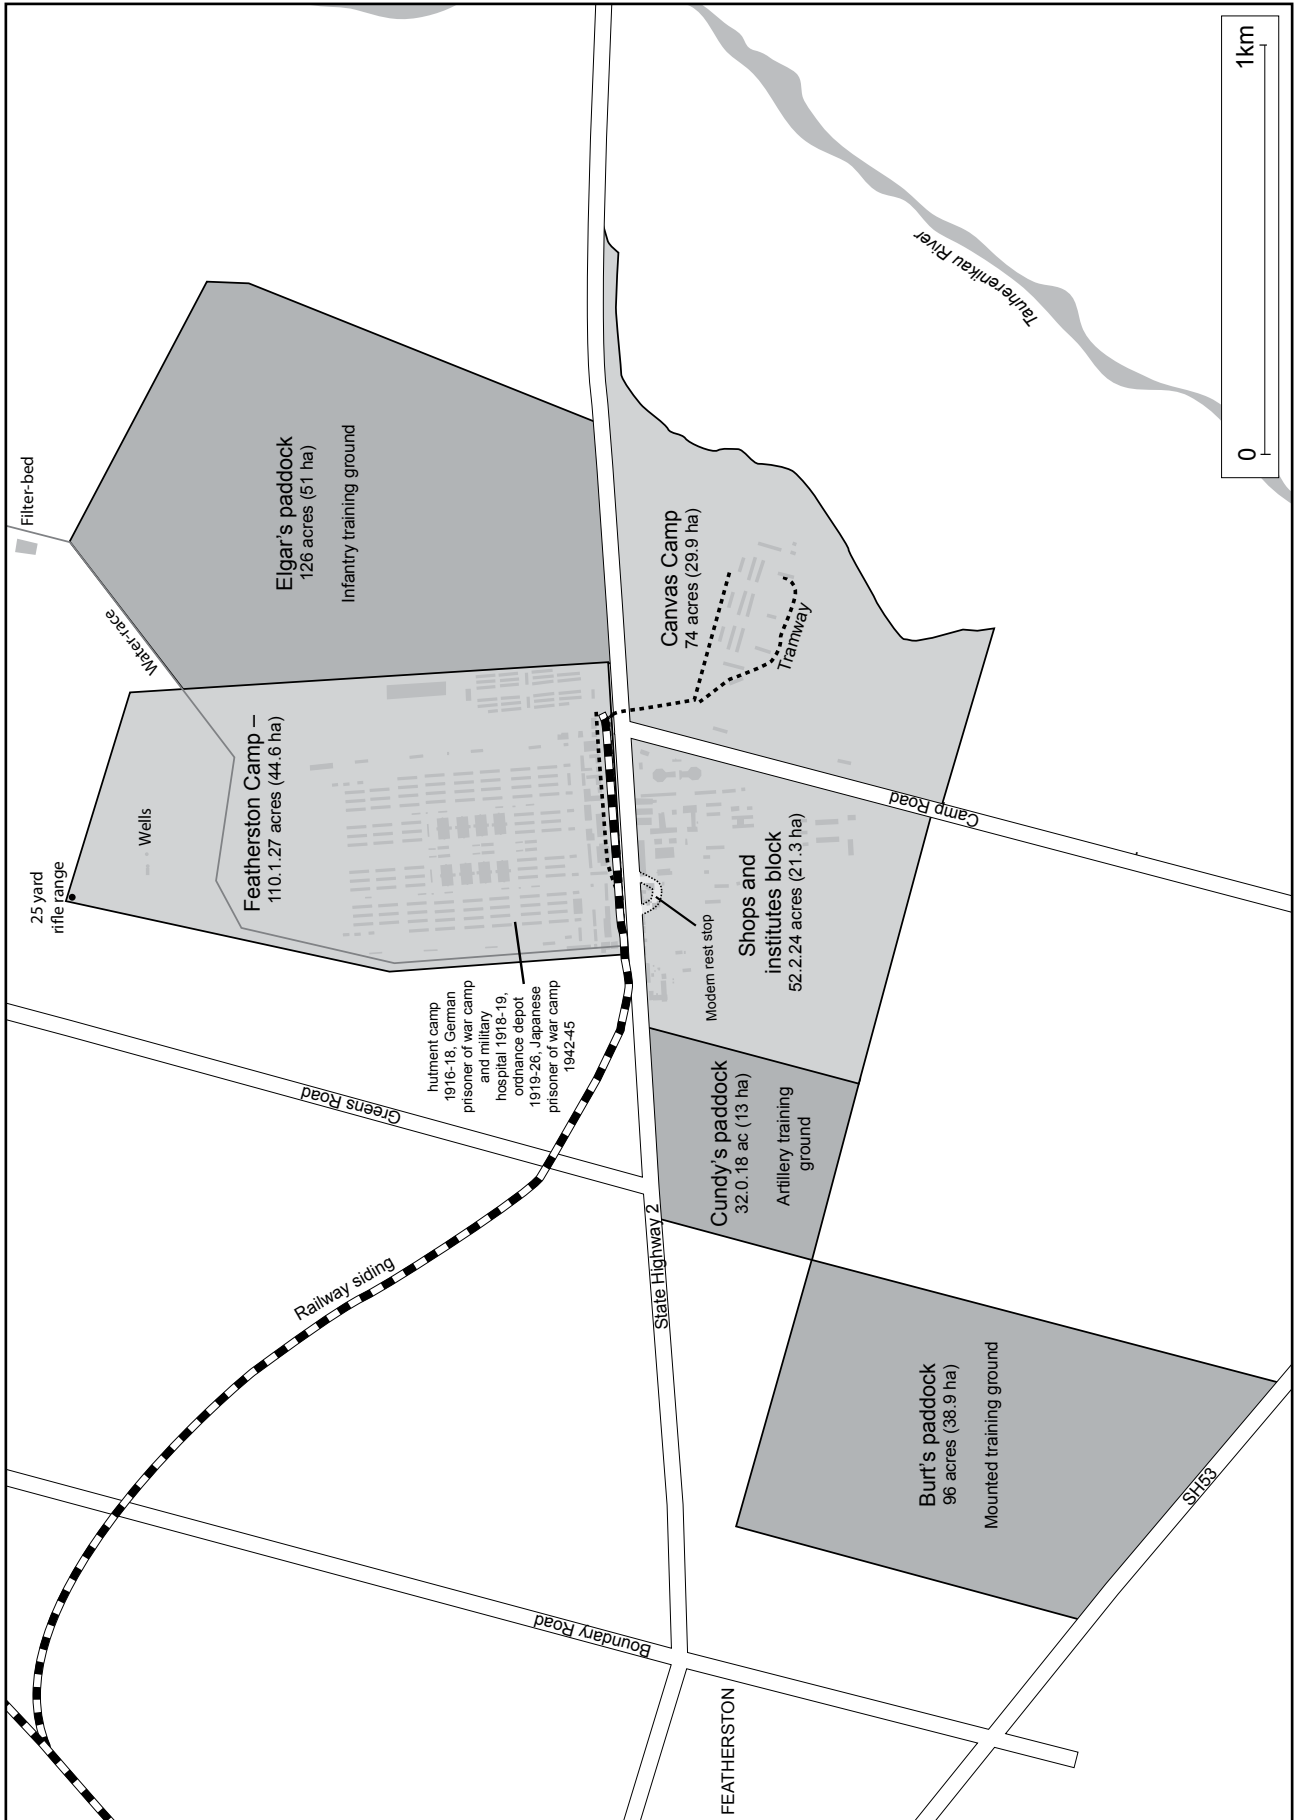 Filter-bed
Water-race
25 yard
rifle range
Wells
Elgar's paddock
126 acres (51 ha)
Infantry training ground
Featherston Camp –
110.1.27 acres (44.6 ha)
hutment camp
1916-18, German
prisoner of war camp
and military
hospital 1918-19,
ordnance depot
1919-26, Japanese
prisoner of war camp
1942-45
Greens Road
Railway siding
Boundary Road
State Highway 2
FEATHERSTON
Canvas Camp
74 acres (29.9 ha)
Tramway
Camp Road
Shops and
institutes block
52.2.24 acres (21.3 ha)
Modern rest stop
Cundy's paddock
32.0.18 ac (13 ha)
Artillery training
ground
Burt's paddock
96 acres (38.9 ha)
Mounted training ground
SH53
Tauherenikau River
0
1km